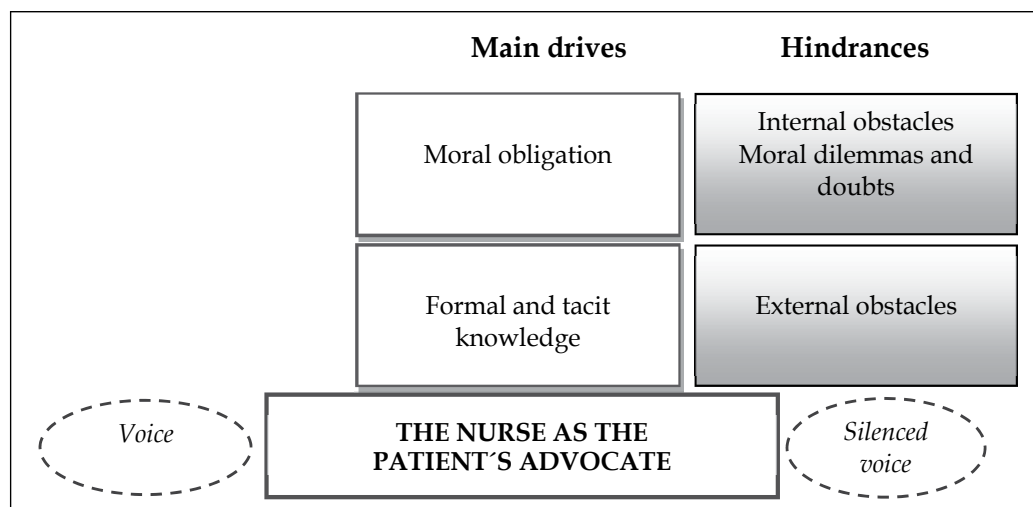 Main drives
Hindrances
Moral obligation
Internal obstacles
Moral dilemmas and
doubts
Formal and tacit
knowledge
External obstacles
Voice
THE NURSE AS THE
PATIENT´S ADVOCATE
Silenced
voice